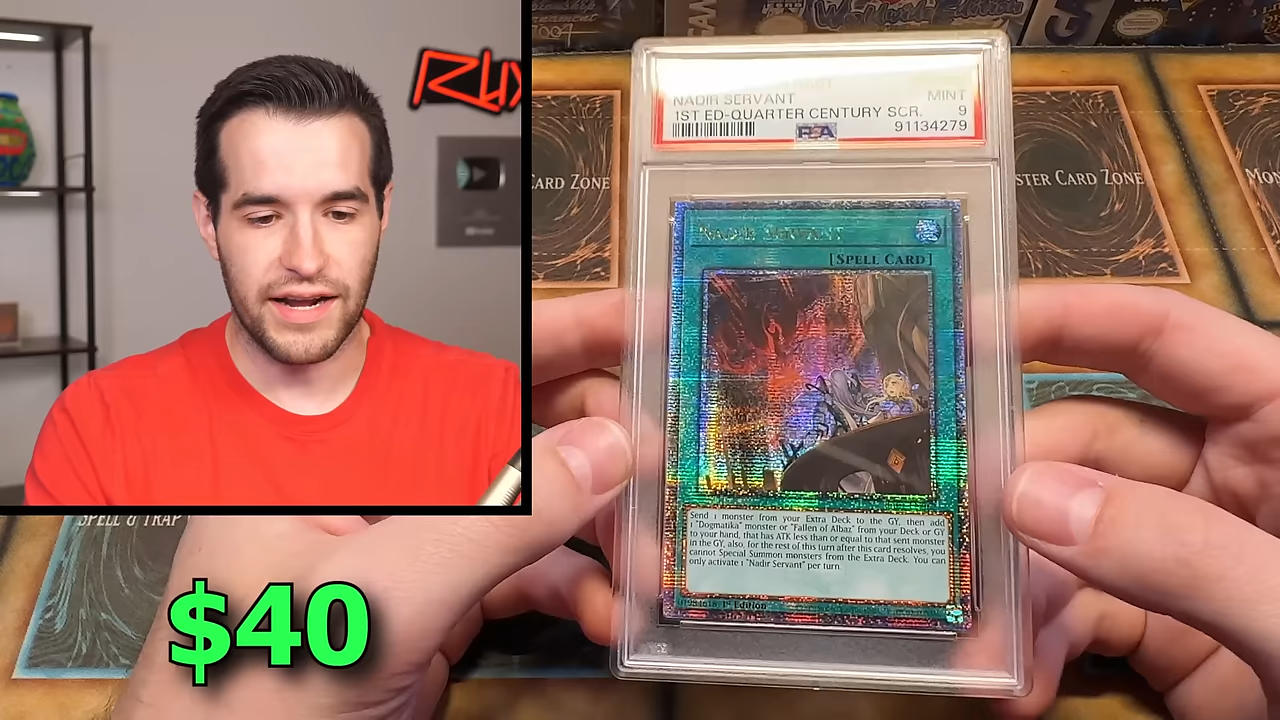 NADIR SERVANT MINT
1ST ED-QUARTER CENTURY SCR. 9
PSA 91134279
CARD ZONE
MONSTER CARD ZONE
NADIR SERVANT
[SPELL CARD]
Send 1 monster from your Extra Deck to the GY, then add
1 "Dogmatika" monster or "Fallen of Albaz" from your Deck or GY
to your hand, that has ATK less than or equal to that sent monster
in the GY, also, for the rest of this turn after this card resolves, you
cannot Special Summon monsters from the Extra Deck. You can
only activate 1 "Nadir Servant" per turn.
1st Edition
SPELL & TRAP
$40